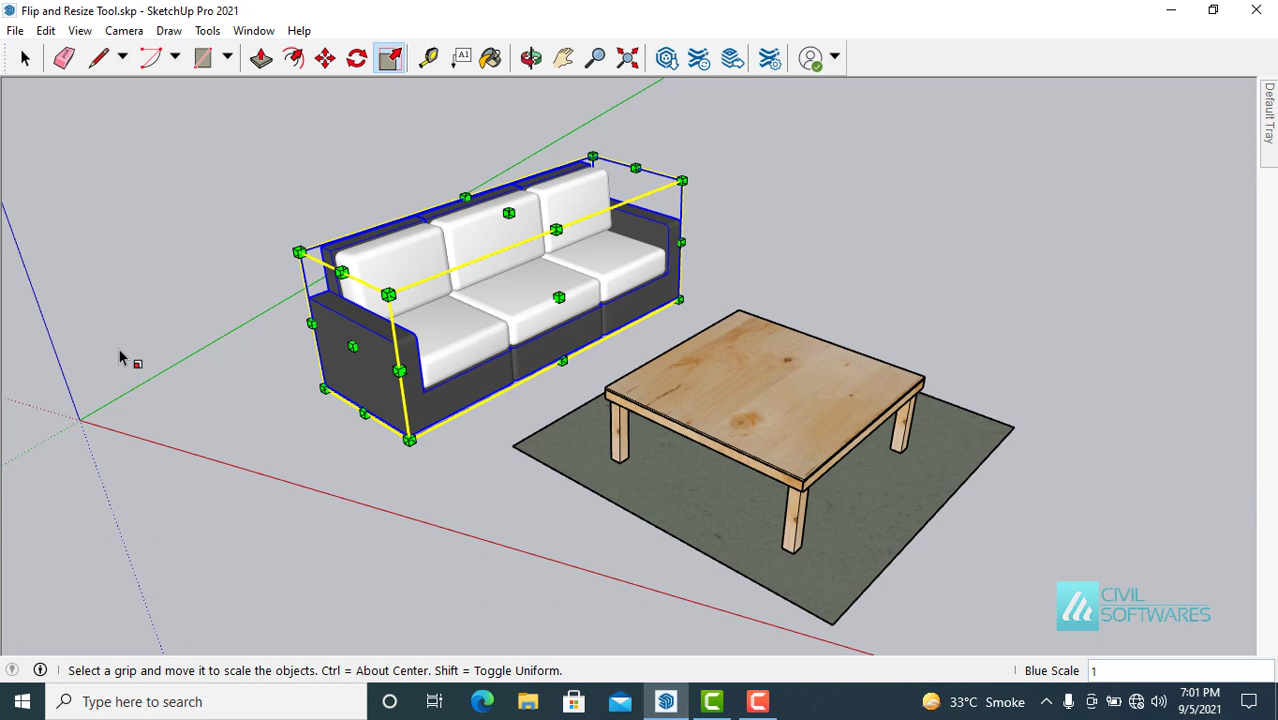 Flip and Resize Tool.skp - SketchUp Pro 2021
File Edit View Camera Draw Tools Window Help
A1
Default Tray
CIVIL
SOFTWARES
Select a grip and move it to scale the objects. Ctrl = About Center. Shift = Toggle Uniform.
Blue Scale 1
Type here to search
33°C Smoke
7:01 PM
9/5/2021